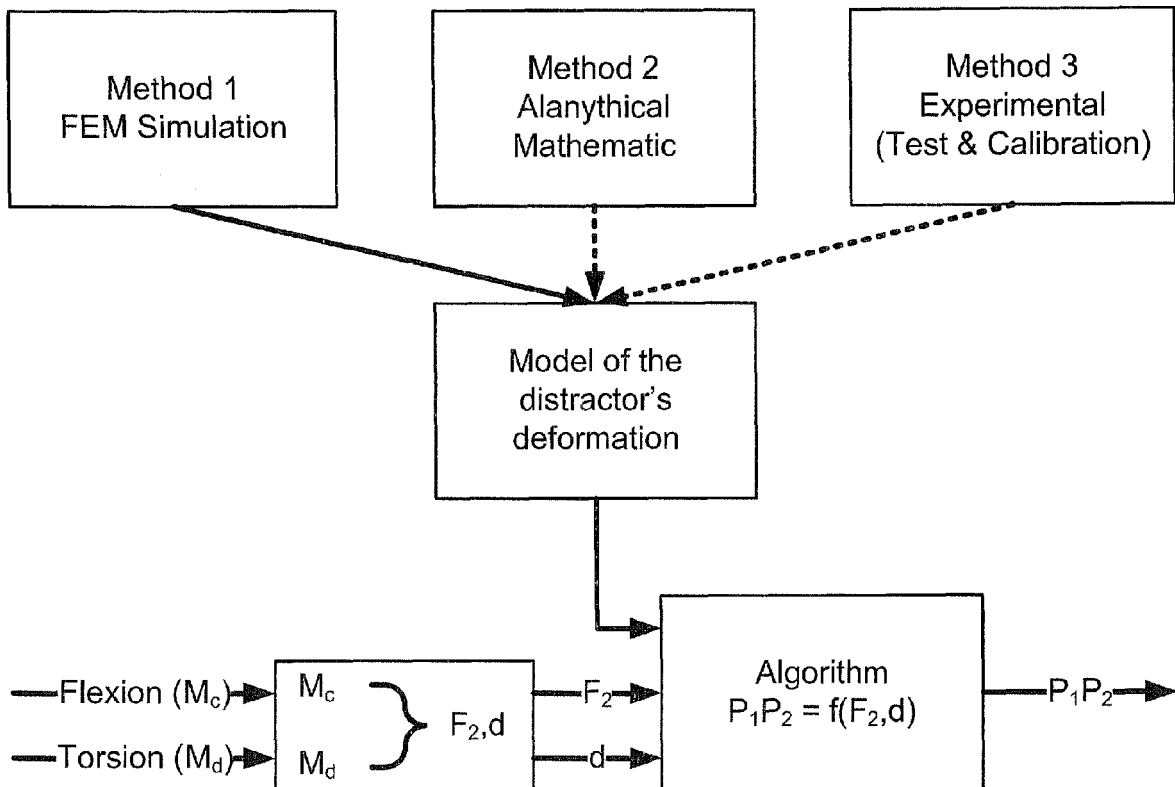 Method 1
FEM Simulation
Method 2
Alanythical
Mathematic
Method 3
Experimental
(Test & Calibration)
Model of the
distractor's
deformation
Flexion (Mc)
Torsion (Md)
Mc
Md
F2,d
F2
d
Algorithm
P1P2 = f(F2,d)
P1P2